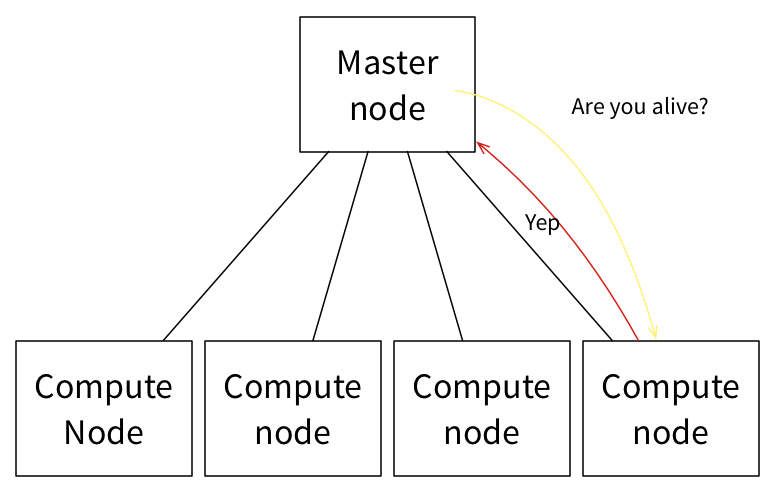 Master
node
Are you alive?
Yep
Compute
Node
Compute
node
Compute
node
Compute
node